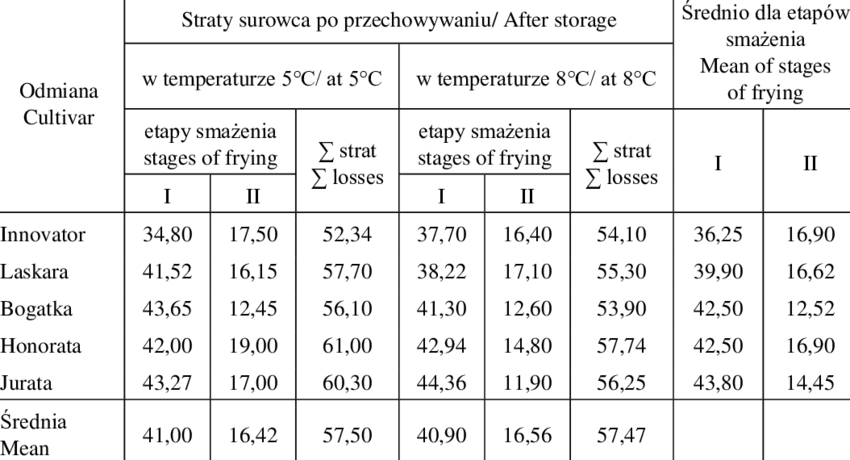 Odmiana
Cultivar
Straty surowca po przechowywaniu/ After storage
Średnio dla etapów
smażenia
Mean of stages
of frying
w temperaturze 5°C/ at 5°C
w temperaturze 8°C/ at 8°C
etapy smażenia
stages of frying
∑ strat
∑ losses
etapy smażenia
stages of frying
∑ strat
∑ losses
I
II
I
II
I
II
Innovator 34,80 17,50 52,34 37,70 16,40 54,10 36,25 16,90
Laskara 41,52 16,15 57,70 38,22 17,10 55,30 39,90 16,62
Bogatka 43,65 12,45 56,10 41,30 12,60 53,90 42,50 12,52
Honorata 42,00 19,00 61,00 42,94 14,80 57,74 42,50 16,90
Jurata 43,27 17,00 60,30 44,36 11,90 56,25 43,80 14,45
Średnia
Mean
41,00 16,42 57,50 40,90 16,56 57,47